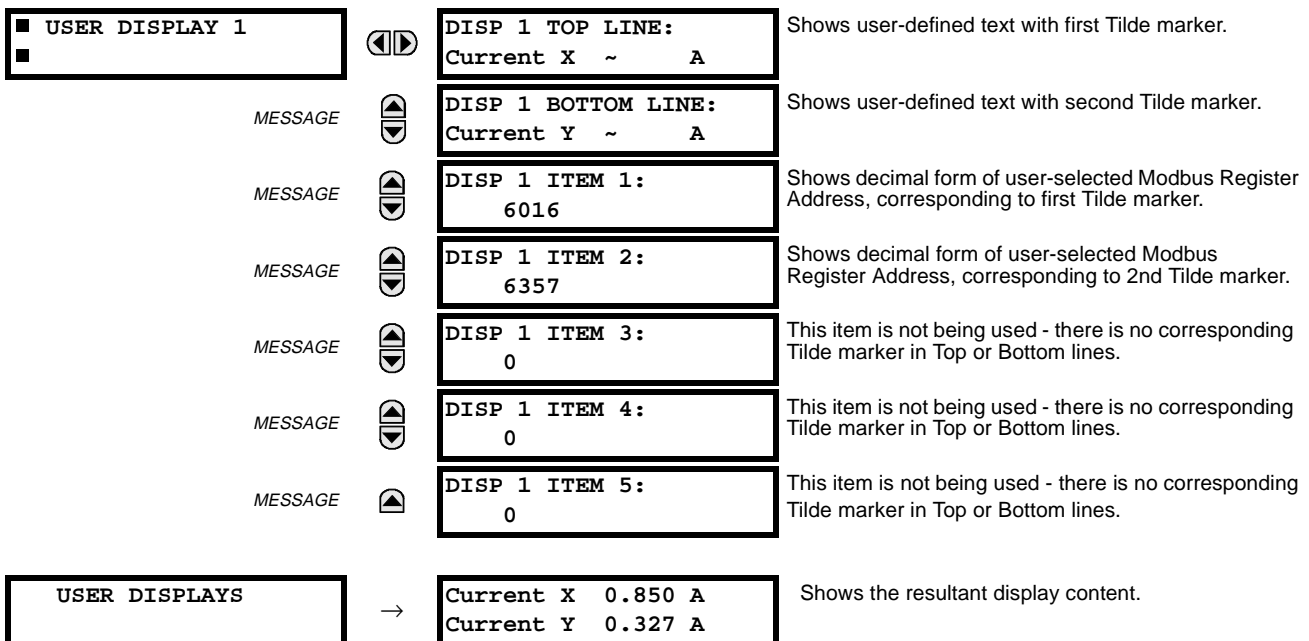 ■ USER DISPLAY 1
■
DISP 1 TOP LINE:
Current X ~ A
Shows user-defined text with first Tilde marker.
MESSAGE
DISP 1 BOTTOM LINE:
Current Y ~ A
Shows user-defined text with second Tilde marker.
MESSAGE
DISP 1 ITEM 1:
6016
Shows decimal form of user-selected Modbus Register
Address, corresponding to first Tilde marker.
MESSAGE
DISP 1 ITEM 2:
6357
Shows decimal form of user-selected Modbus
Register Address, corresponding to 2nd Tilde marker.
MESSAGE
DISP 1 ITEM 3:
0
This item is not being used - there is no corresponding
Tilde marker in Top or Bottom lines.
MESSAGE
DISP 1 ITEM 4:
0
This item is not being used - there is no corresponding
Tilde marker in Top or Bottom lines.
MESSAGE
DISP 1 ITEM 5:
0
This item is not being used - there is no corresponding
Tilde marker in Top or Bottom lines.
USER DISPLAYS
→
Current X 0.850 A
Current Y 0.327 A
Shows the resultant display content.